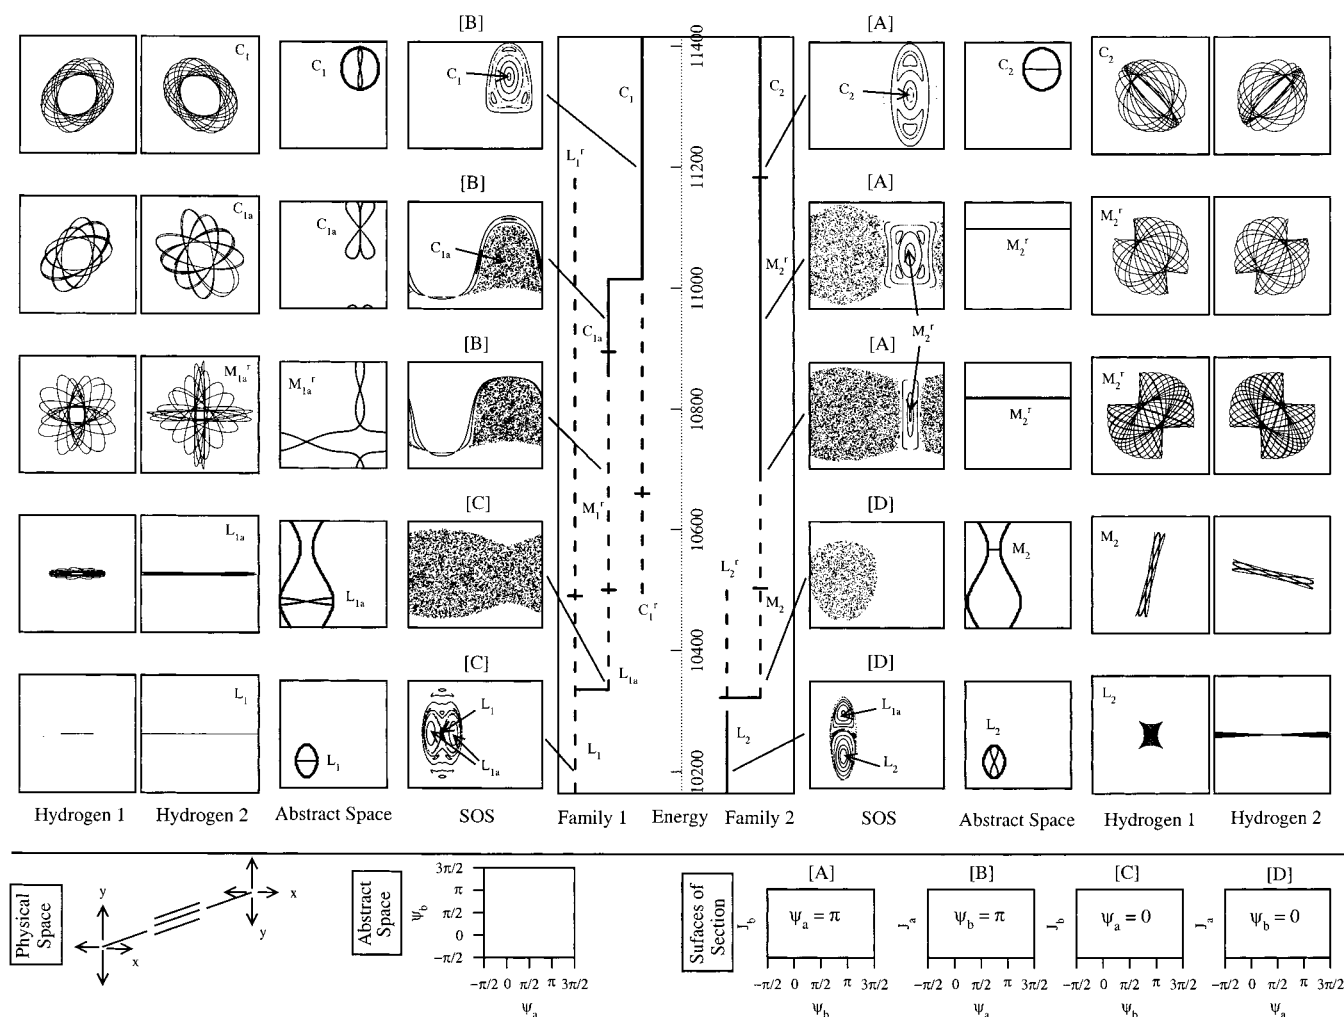 [B] [A]
C₁ C₁ C₁ C₁ 11400 C₂ C₂ C₂ C₂
L₁ʳ 11200
[B] [A]
C₁ₐ C₁ₐ C₁ₐ C₁ₐ 11000 M₂ʳ M₂ʳ M₂ʳ
M₂ʳ
[B] [A]
M₁ₐʳ M₁ₐʳ 10800 M₂ʳ M₂ʳ
[C] [D]
L₁ₐ L₁ₐ M₁ʳ 10600 M₂ M₂
C₁ʳ L₂ʳ M₂
[C] L₁ₐ 10400 [D]
L₁ L₁ L₁ L₁ₐ L₁ L₂ L₁ₐ L₂ L₂ L₂
10200
Hydrogen 1 Hydrogen 2 Abstract Space SOS Family 1 Energy Family 2 SOS Abstract Space Hydrogen 1 Hydrogen 2
Physical Space
y x x y
Abstract Space
ψb
3π/2
π
π/2
0
−π/2
−π/2 0 π/2 π 3π/2
ψa
Sufaces of Section
[A] [B] [C] [D]
Jb ψa = π Ja ψb = π Jb ψa = 0 Ja ψb = 0
−π/2 0 π/2 π 3π/2 −π/2 0 π/2 π 3π/2 −π/2 0 π/2 π 3π/2 −π/2 0 π/2 π 3π/2
ψb ψa ψb ψa